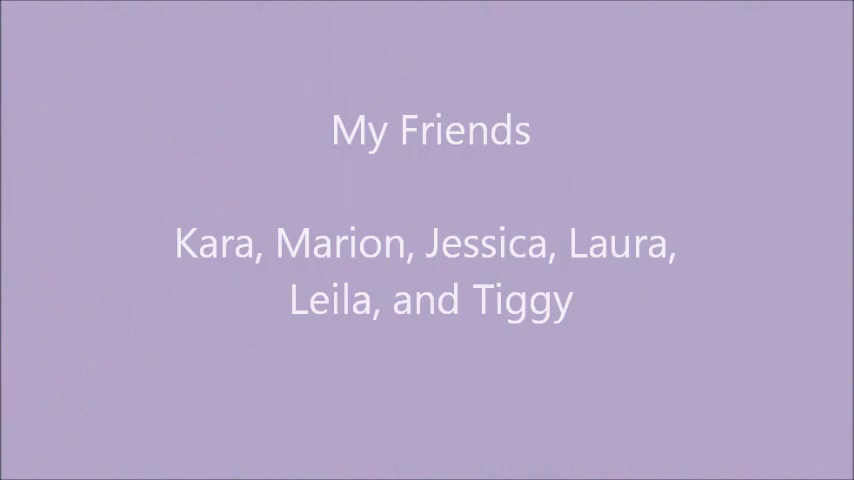 My Friends
Kara, Marion, Jessica, Laura,
Leila, and Tiggy